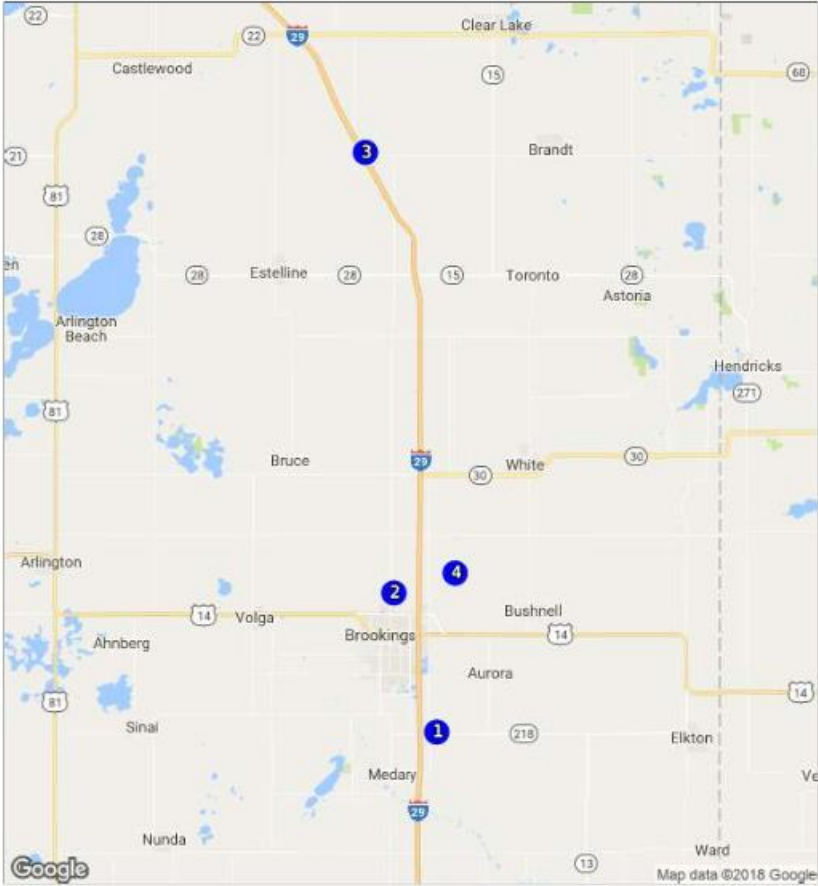 22
22
29
Clear Lake
Castlewood
15
68
3
21
Brandt
81
28
en
Estelline
28
28
15
Toronto
28
Astoria
Arlington
Beach
Hendricks
271
81
Bruce
29
30
White
30
Arlington
2
4
14
Volga
Bushnell
Brookings
14
Ahnberg
Aurora
81
14
Sinai
1
218
Elkton
Medary
Ve
29
Nunda
Ward
13
Google
Map data ©2018 Google